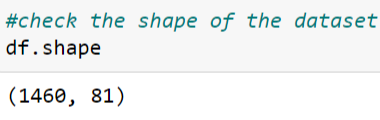 #check the shape of the dataset
df.shape
(1460, 81)